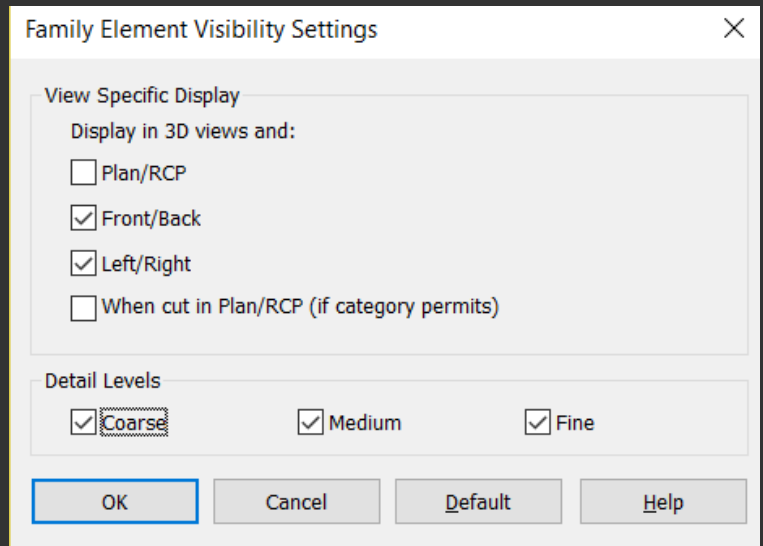 Family Element Visibility Settings
View Specific Display
Display in 3D views and:
Plan/RCP
Front/Back
Left/Right
When cut in Plan/RCP (if category permits)
Detail Levels
Coarse Medium Fine
OK Cancel Default Help